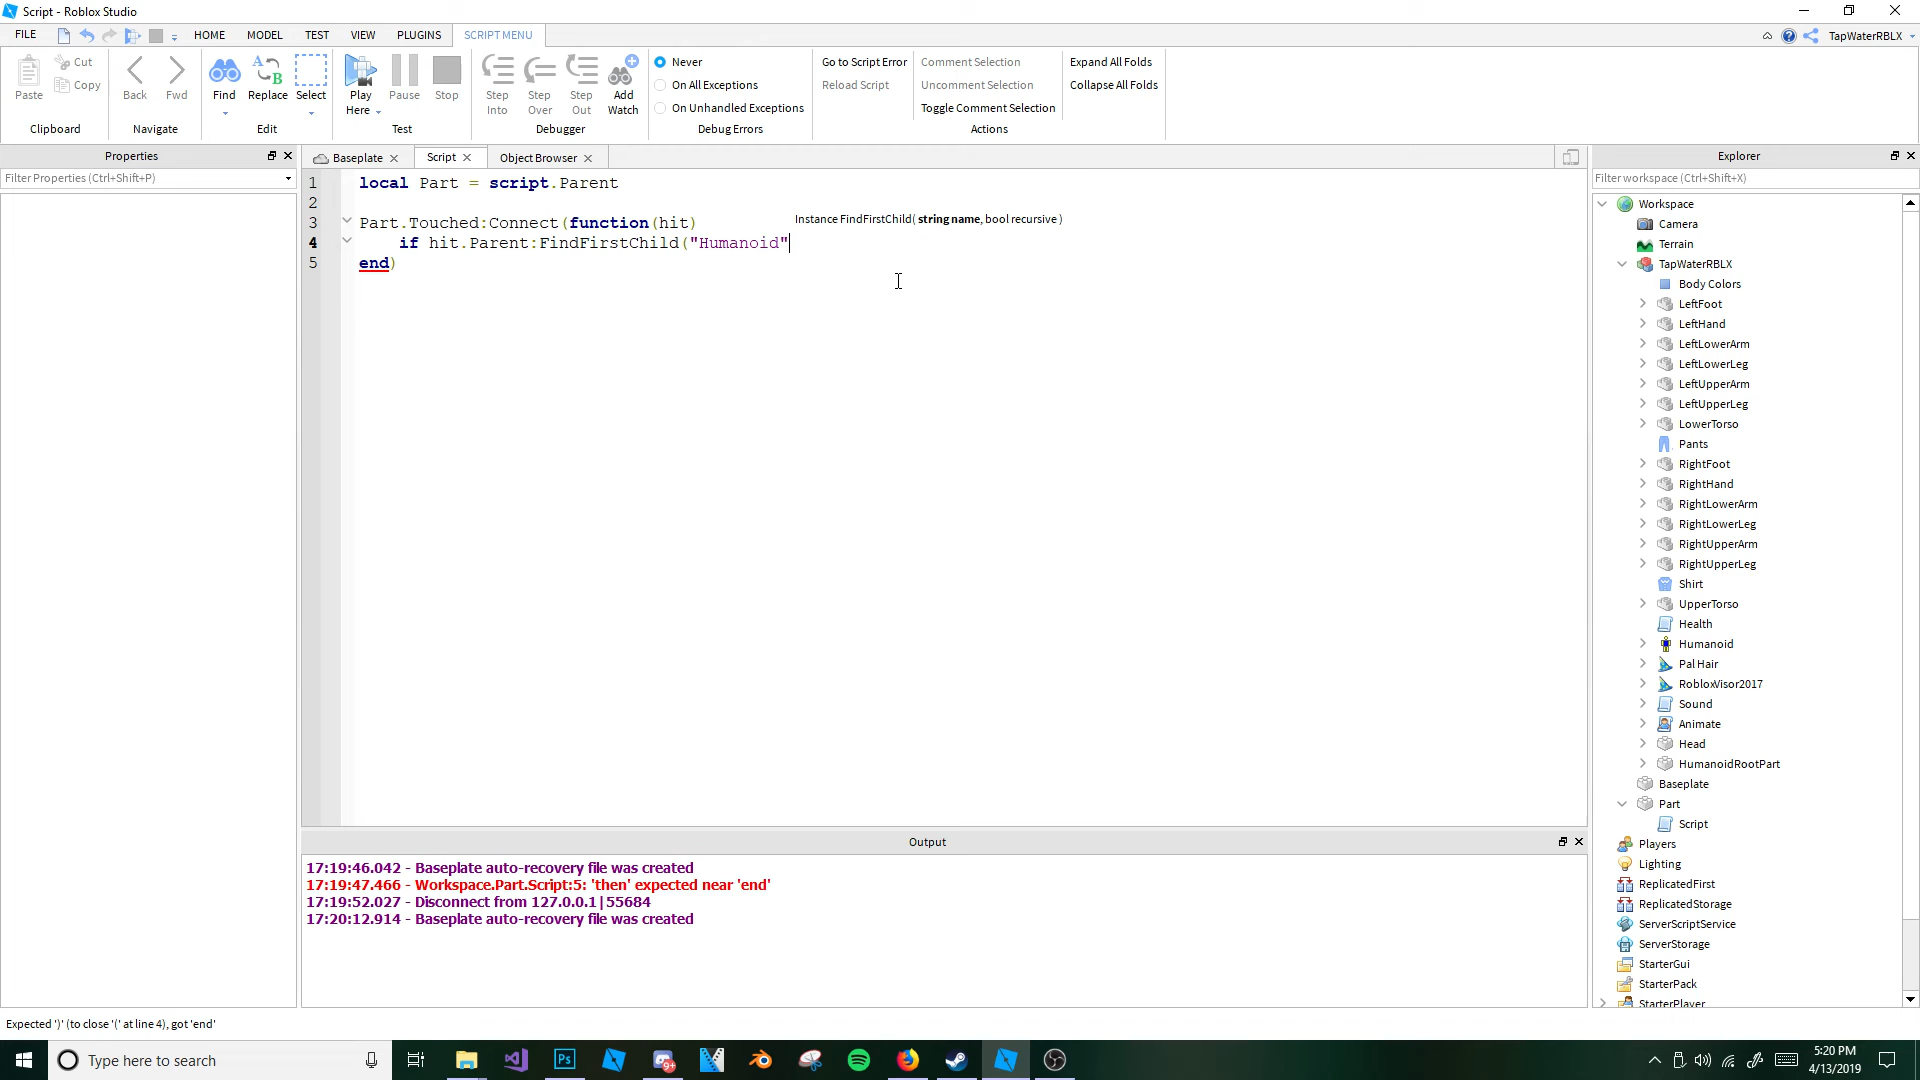 Script - Roblox Studio
FILE HOME MODEL TEST VIEW PLUGINS SCRIPT MENU TapWaterRBLX
Paste Cut Copy Back Fwd Find Replace Select Play Here Pause Stop Step Into Step Over Step Out Add Watch
Never
On All Exceptions
On Unhandled Exceptions
Go to Script Error
Reload Script
Comment Selection
Uncomment Selection
Toggle Comment Selection
Expand All Folds
Collapse All Folds
Clipboard Navigate Edit Test Debugger Debug Errors Actions
Properties
Filter Properties (Ctrl+Shift+P)
Baseplate Script Object Browser
1 local Part = script.Parent
2
3 Part.Touched:Connect(function(hit)
Instance FindFirstChild( string name, bool recursive )
4 if hit.Parent:FindFirstChild("Humanoid"
5 end)
Output
17:19:46.042 - Baseplate auto-recovery file was created
17:19:47.466 - Workspace.Part.Script:5: 'then' expected near 'end'
17:19:52.027 - Disconnect from 127.0.0.1|55684
17:20:12.914 - Baseplate auto-recovery file was created
Explorer
Filter workspace (Ctrl+Shift+X)
Workspace
Camera
Terrain
TapWaterRBLX
Body Colors
LeftFoot
LeftHand
LeftLowerArm
LeftLowerLeg
LeftUpperArm
LeftUpperLeg
LowerTorso
Pants
RightFoot
RightHand
RightLowerArm
RightLowerLeg
RightUpperArm
RightUpperLeg
Shirt
UpperTorso
Health
Humanoid
Pal Hair
RobloxVisor2017
Sound
Animate
Head
HumanoidRootPart
Baseplate
Part
Script
Players
Lighting
ReplicatedFirst
ReplicatedStorage
ServerScriptService
ServerStorage
StarterGui
StarterPack
StarterPlayer
Expected ')' (to close '(' at line 4), got 'end'
Type here to search
Ps
9+
5:20 PM
4/13/2019